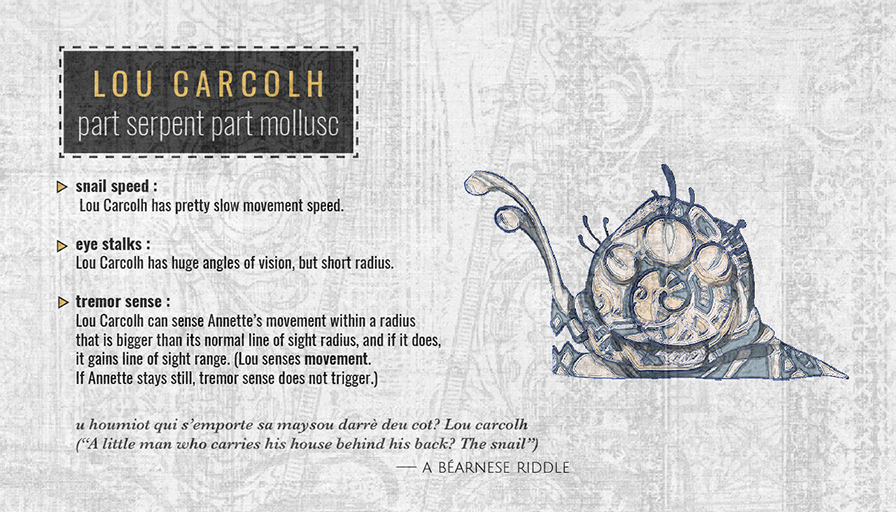 LOU CARCOLH
part serpent part mollusc
snail speed :
Lou Carcolh has pretty slow movement speed.
eye stalks :
Lou Carcolh has huge angles of vision, but short radius.
tremor sense :
Lou Carcolh can sense Annette's movement within a radius
that is bigger than its normal line of sight radius, and if it does,
it gains line of sight range. (Lou senses movement.
If Annette stays still, tremor sense does not trigger.)
u houmiot qui s'emporte sa maysou darrè deu cot? Lou carcolh
("A little man who carries his house behind his back? The snail")
— A BÉARNESE RIDDLE